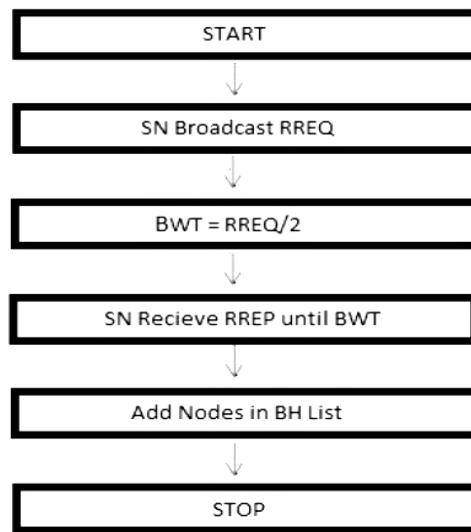 START
SN Broadcast RREQ
BWT = RREQ/2
SN Recieve RREP until BWT
Add Nodes in BH List
STOP